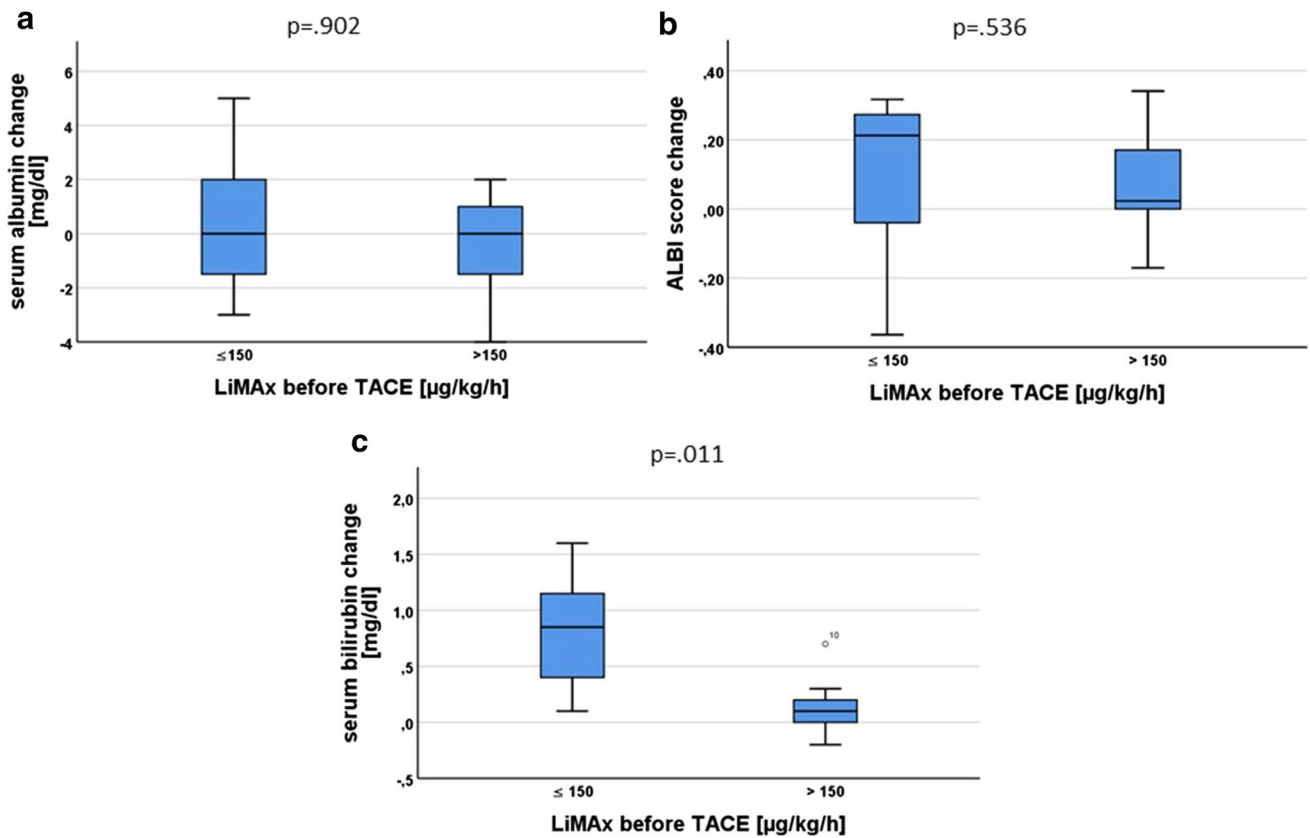 a
p=.902
serum albumin change
[mg/dl]
6
4
2
0
-2
-4
≤150
>150
LiMAx before TACE [µg/kg/h]
b
p=.536
ALBI score change
,40
,20
,00
-,20
-,40
≤ 150
> 150
LiMAx before TACE [µg/kg/h]
c
p=.011
serum bilirubin change
[mg/dl]
2,0
1,5
1,0
,5
,0
-,5
10
≤ 150
> 150
LiMAx before TACE [µg/kg/h]